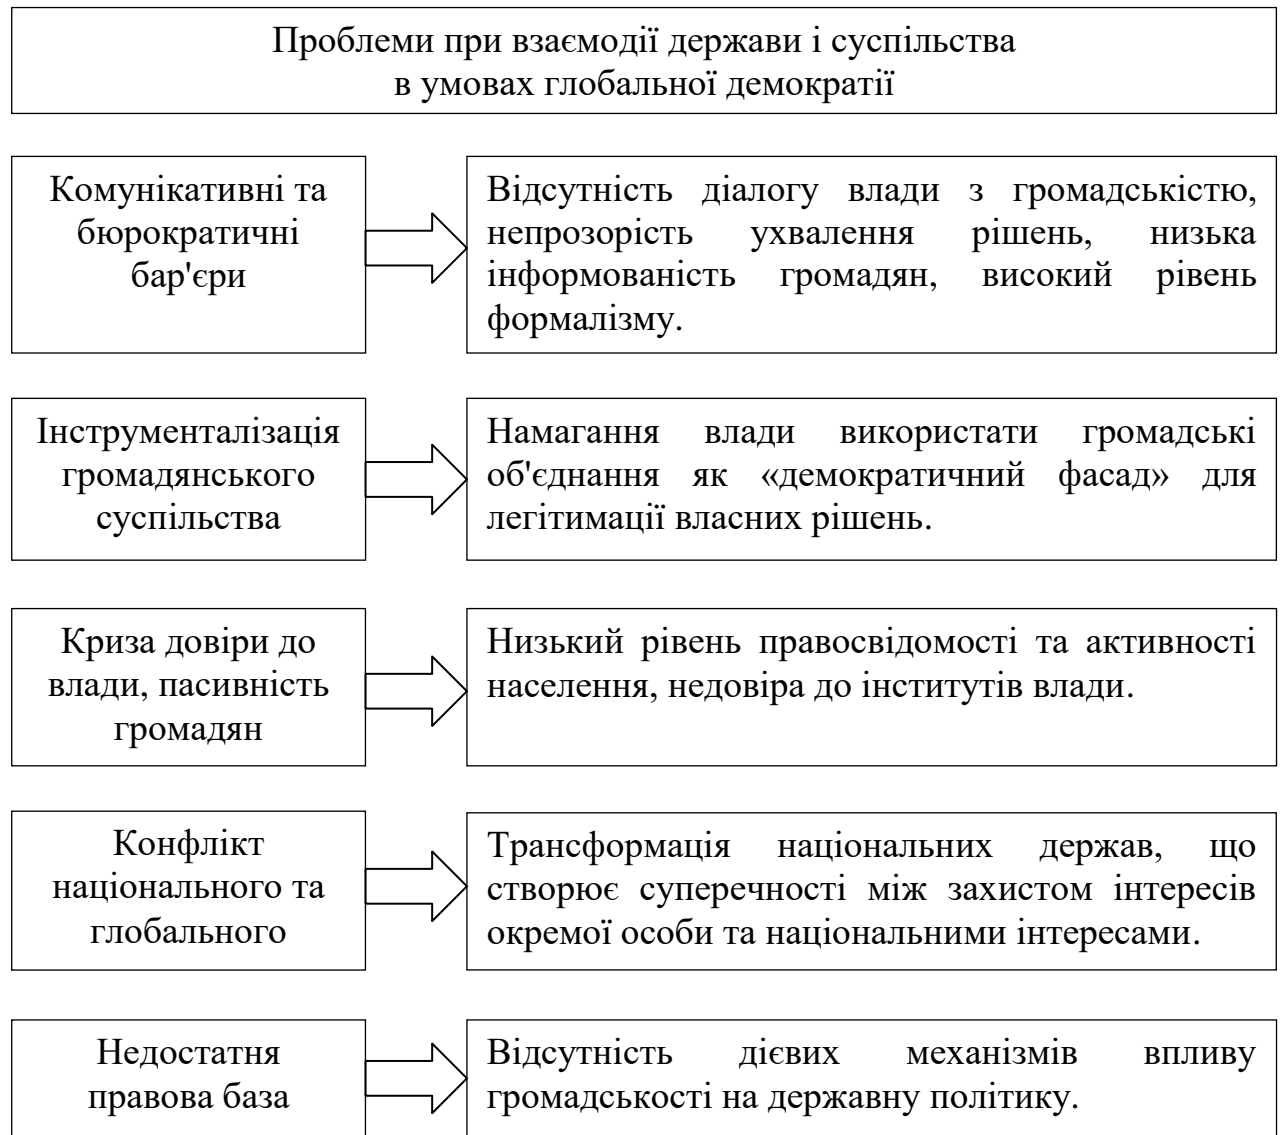 Проблеми при взаємодії держави і суспільства
в умовах глобальної демократії
Комунікативні та
бюрократичні
бар'єри
Відсутність діалогу влади з громадськістю,
непрозорість ухвалення рішень, низька
інформованість громадян, високий рівень
формалізму.
Інструменталізація
громадянського
суспільства
Намагання влади використати громадські
об'єднання як «демократичний фасад» для
легітимації власних рішень.
Криза довіри до
влади, пасивність
громадян
Низький рівень правосвідомості та активності
населення, недовіра до інститутів влади.
Конфлікт
національного та
глобального
Трансформація національних держав, що
створює суперечності між захистом інтересів
окремої особи та національними інтересами.
Недостатня
правова база
Відсутність дієвих механізмів впливу
громадськості на державну політику.